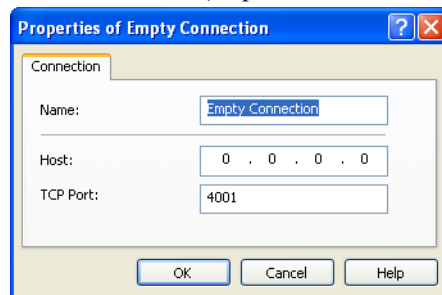 Properties of Empty Connection
Connection
Name: Empty Connection
Host: 0 . 0 . 0 . 0
TCP Port: 4001
OK Cancel Help